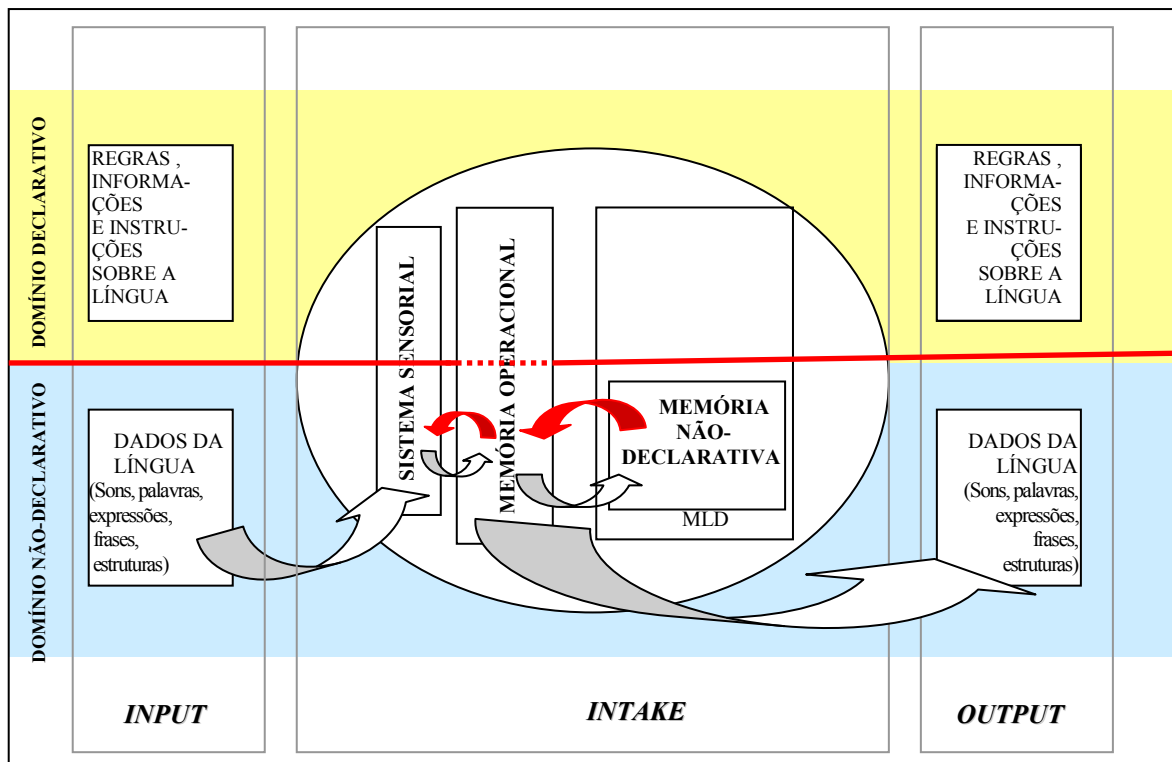 DOMÍNIO DECLARATIVO
REGRAS ,
INFORMA-
ÇÕES
E INSTRU-
ÇÕES
SOBRE A
LÍNGUA
DOMÍNIO NÃO-DECLARATIVO
DADOS DA
LÍNGUA
(Sons, palavras,
expressões,
frases,
estruturas)
SISTEMA SENSORIAL
MEMÓRIA OPERACIONAL
MEMÓRIA
NÃO-
DECLARATIVA
MLD
REGRAS ,
INFORMA-
ÇÕES
E INSTRU-
ÇÕES
SOBRE A
LÍNGUA
DADOS DA
LÍNGUA
(Sons, palavras,
expressões,
frases,
estruturas)
INPUT
INTAKE
OUTPUT